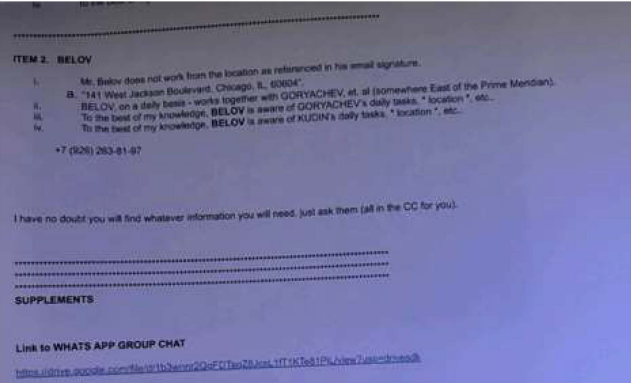 ITEM 2. BELOV
i. Mr. Belov does not work from the location as referenced in his email signature.
a. "141 West Jackson Boulevard, Chicago, IL, 60604".
ii. BELOV, on a daily basis - works together with GORYACHEV, et. al (somewhere East of the Prime Meridian).
iii. To the best of my knowledge, BELOV is aware of GORYACHEV's daily tasks, " location ", etc..
iv. To the best of my knowledge, BELOV is aware of KUDIN's daily tasks, " location ", etc..
+7 (926) 263-81-97
I have no doubt you will find whatever information you will need, just ask them (all in the CC for you).
SUPPLEMENTS
Link to WHATS APP GROUP CHAT